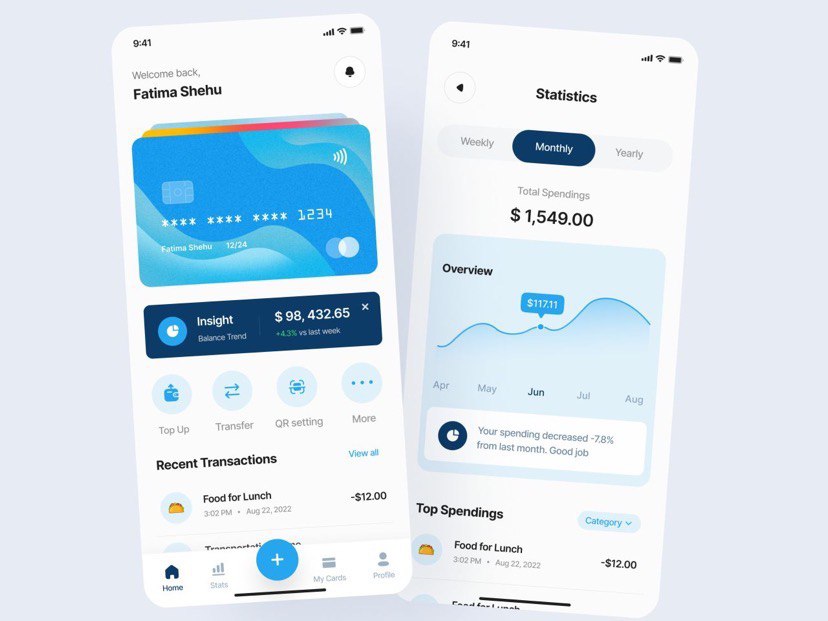 9:41
Welcome back,
Fatima Shehu
**** **** **** 1234
Fatima Shehu 12/24
Insight
Balance Trend
$ 98, 432.65
+4.3% vs last week
Top Up
Transfer
QR setting
More
Recent Transactions
View all
Food for Lunch
3:02 PM • Aug 22, 2022
-$12.00
Home
Stats
My Cards
Profile
9:41
Statistics
Weekly
Monthly
Yearly
Total Spendings
$ 1,549.00
Overview
$117.11
Apr
May
Jun
Jul
Aug
Your spending decreased -7.8%
from last month. Good job
Top Spendings
Category
Food for Lunch
3:02 PM • Aug 22, 2022
-$12.00
Food for Lunch